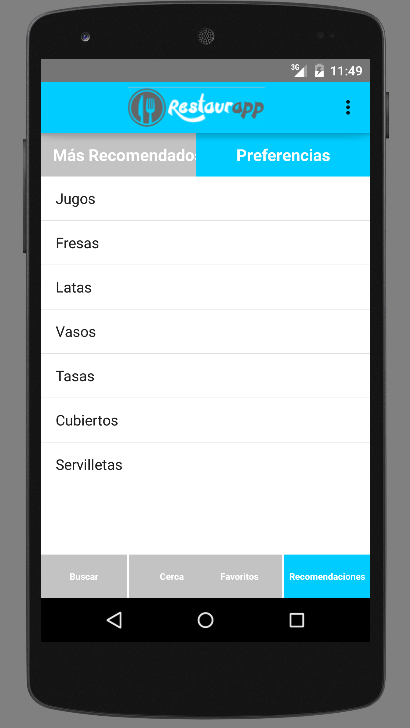 3G 11:49
Restaurapp
Más Recomendados Preferencias
Jugos
Fresas
Latas
Vasos
Tasas
Cubiertos
Servilletas
Buscar Cerca Favoritos Recomendaciones